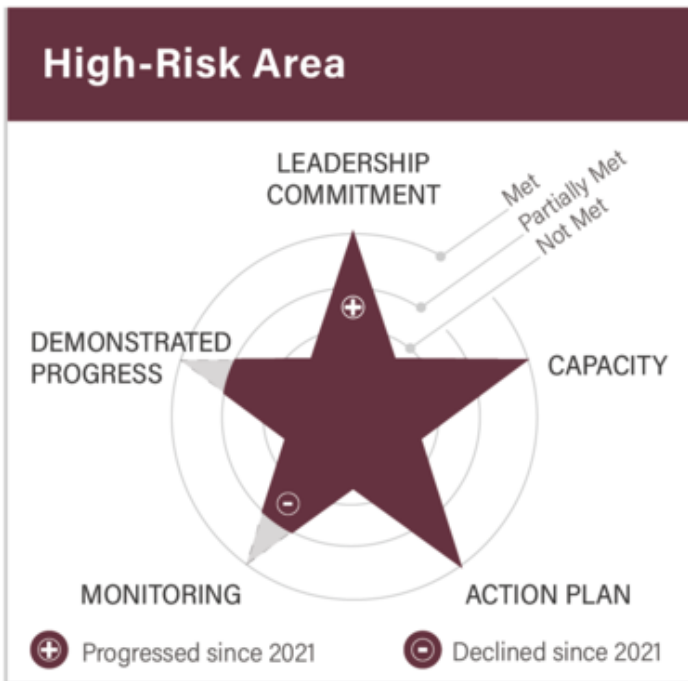 High-Risk Area
LEADERSHIP
COMMITMENT
Met
Partially Met
Not Met
DEMONSTRATED
PROGRESS
CAPACITY
MONITORING
ACTION PLAN
Progressed since 2021
Declined since 2021